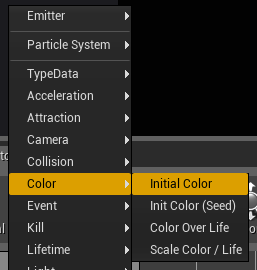 Emitter
Particle System
TypeData
Acceleration
Attraction
Camera
Collision
Color
Event
Kill
Lifetime
Light
Initial Color
Init Color (Seed)
Color Over Life
Scale Color / Life